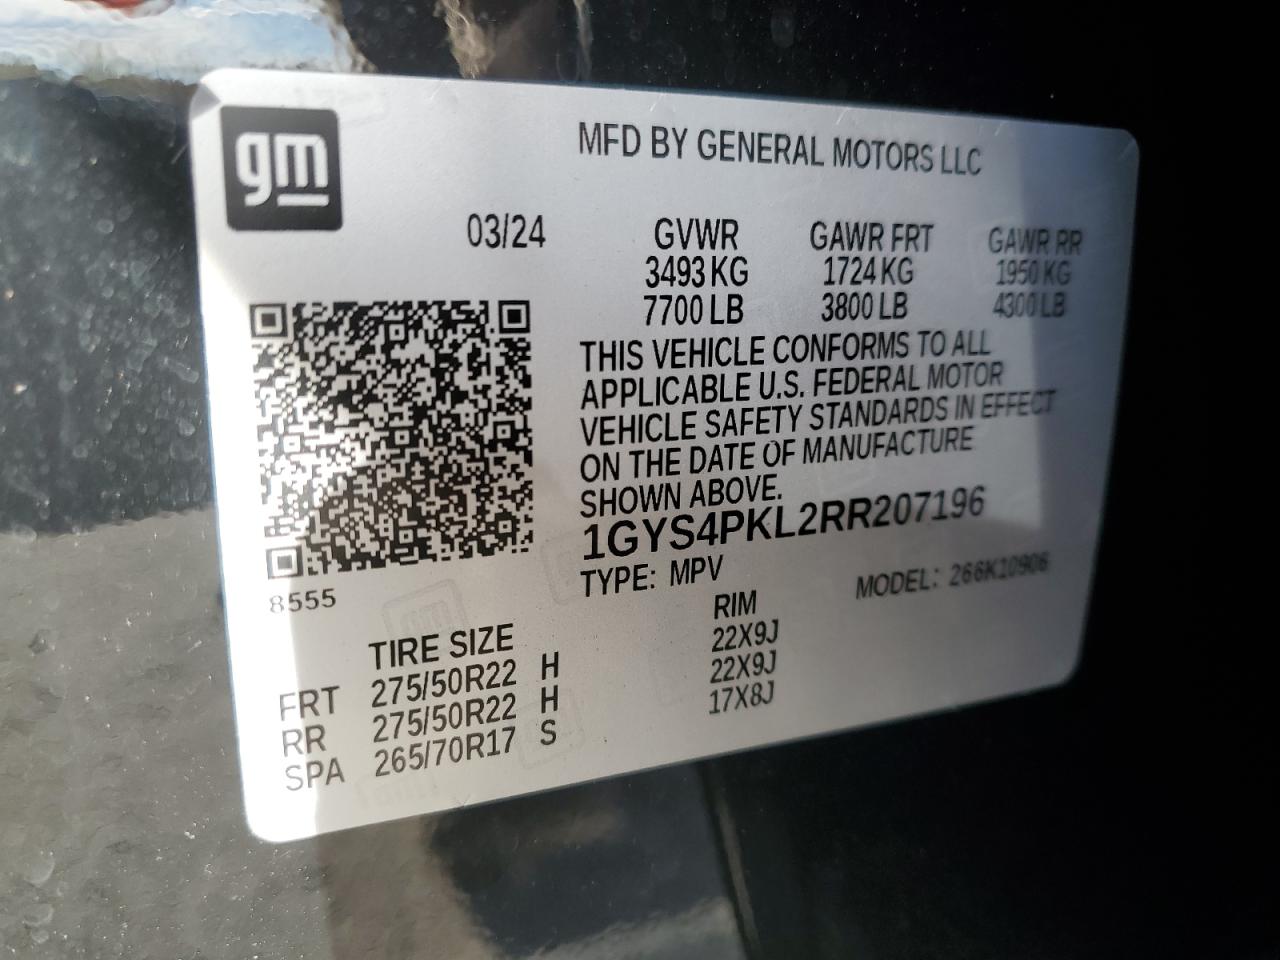 gm
MFD BY GENERAL MOTORS LLC
03/24 GVWR GAWR FRT GAWR RR
3493 KG 1724 KG 1950 KG
7700 LB 3800 LB 4300 LB
THIS VEHICLE CONFORMS TO ALL
APPLICABLE U.S. FEDERAL MOTOR
VEHICLE SAFETY STANDARDS IN EFFECT
ON THE DATE OF MANUFACTURE
SHOWN ABOVE.
1GYS4PKL2RR207196
TYPE: MPV MODEL: 266K10906
8555
TIRE SIZE RIM
FRT 275/50R22 H 22X9J
RR 275/50R22 H 22X9J
SPA 265/70R17 S 17X8J